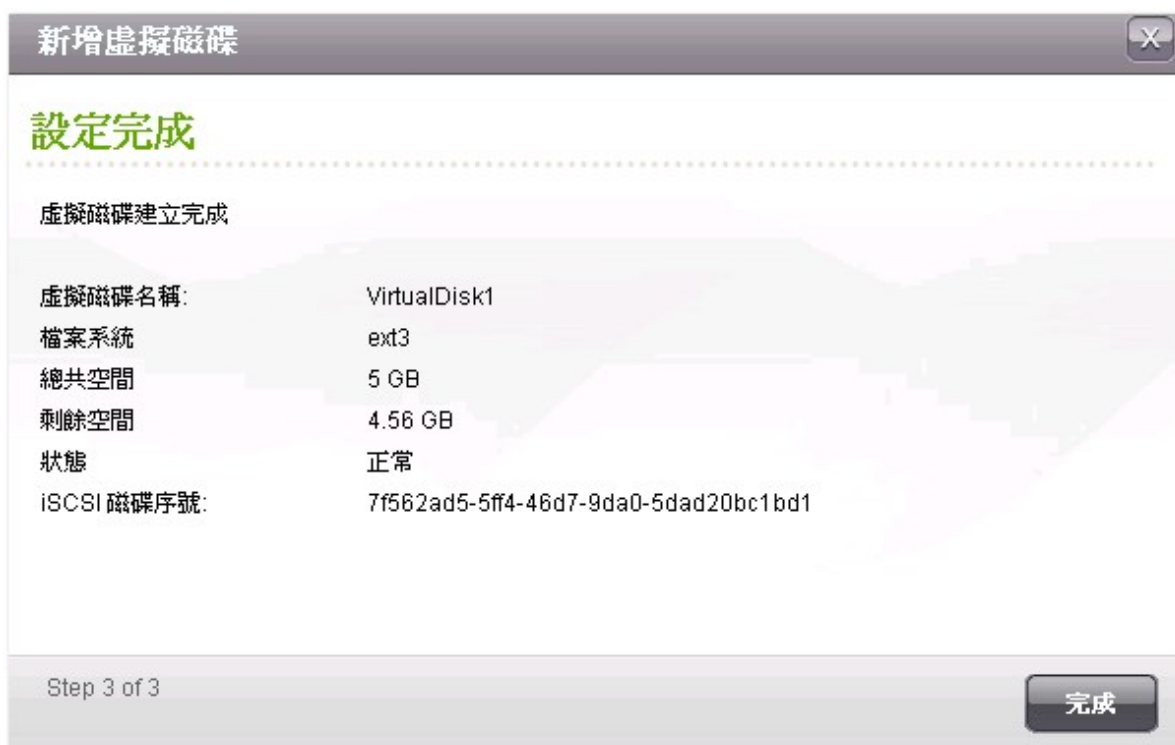 新增虛擬磁碟
X
設定完成
虛擬磁碟建立完成
虛擬磁碟名稱: VirtualDisk1
檔案系統 ext3
總共空間 5 GB
剩餘空間 4.56 GB
狀態 正常
iSCSI 磁碟序號: 7f562ad5-5ff4-46d7-9da0-5dad20bc1bd1
Step 3 of 3
完成